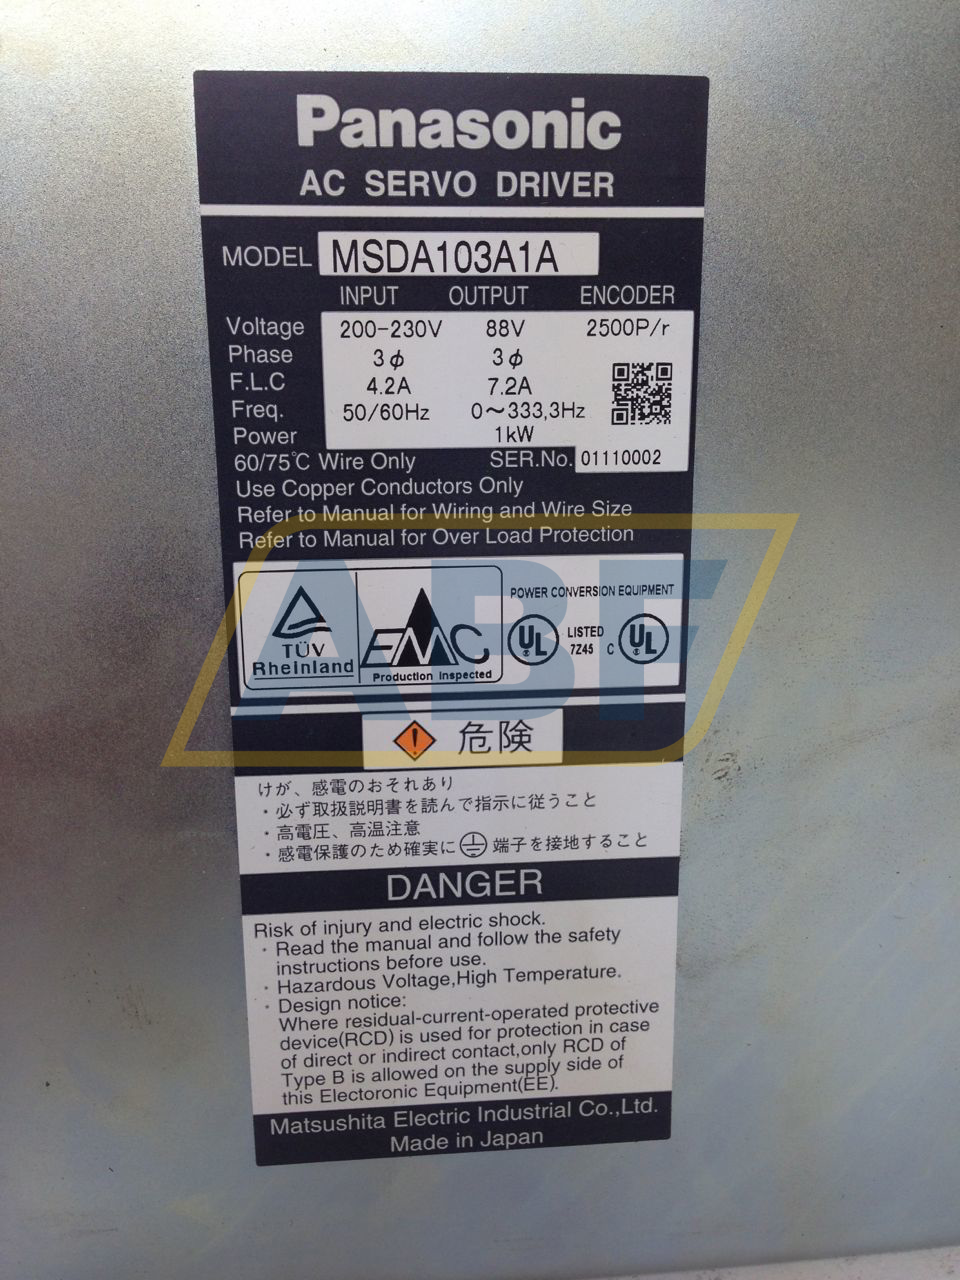 Panasonic
AC SERVO DRIVER
MODEL MSDA103A1A
INPUT OUTPUT ENCODER
Voltage 200-230V 88V 2500P/r
Phase 3ϕ 3ϕ
F.L.C 4.2A 7.2A
Freq. 50/60Hz 0~333,3Hz
Power 1kW
60/75℃ Wire Only SER.No. 01110002
Use Copper Conductors Only
Refer to Manual for Wiring and Wire Size
Refer to Manual for Over Load Protection
ABF
POWER CONVERSION EQUIPMENT
TÜV
Rheinland
EMC
Production Inspected
UL LISTED 7Z45 C UL
危険
けが、感電のおそれあり
・必ず取扱説明書を読んで指示に従うこと
・高電圧、高温注意
・感電保護のため確実に端子を接地すること
DANGER
Risk of injury and electric shock.
・Read the manual and follow the safety
instructions before use.
・Hazardous Voltage,High Temperature.
・Design notice:
Where residual-current-operated protective
device(RCD) is used for protection in case
of direct or indirect contact,only RCD of
Type B is allowed on the supply side of
this Electoronic Equipment(EE).
Matsushita Electric Industrial Co.,Ltd.
Made in Japan